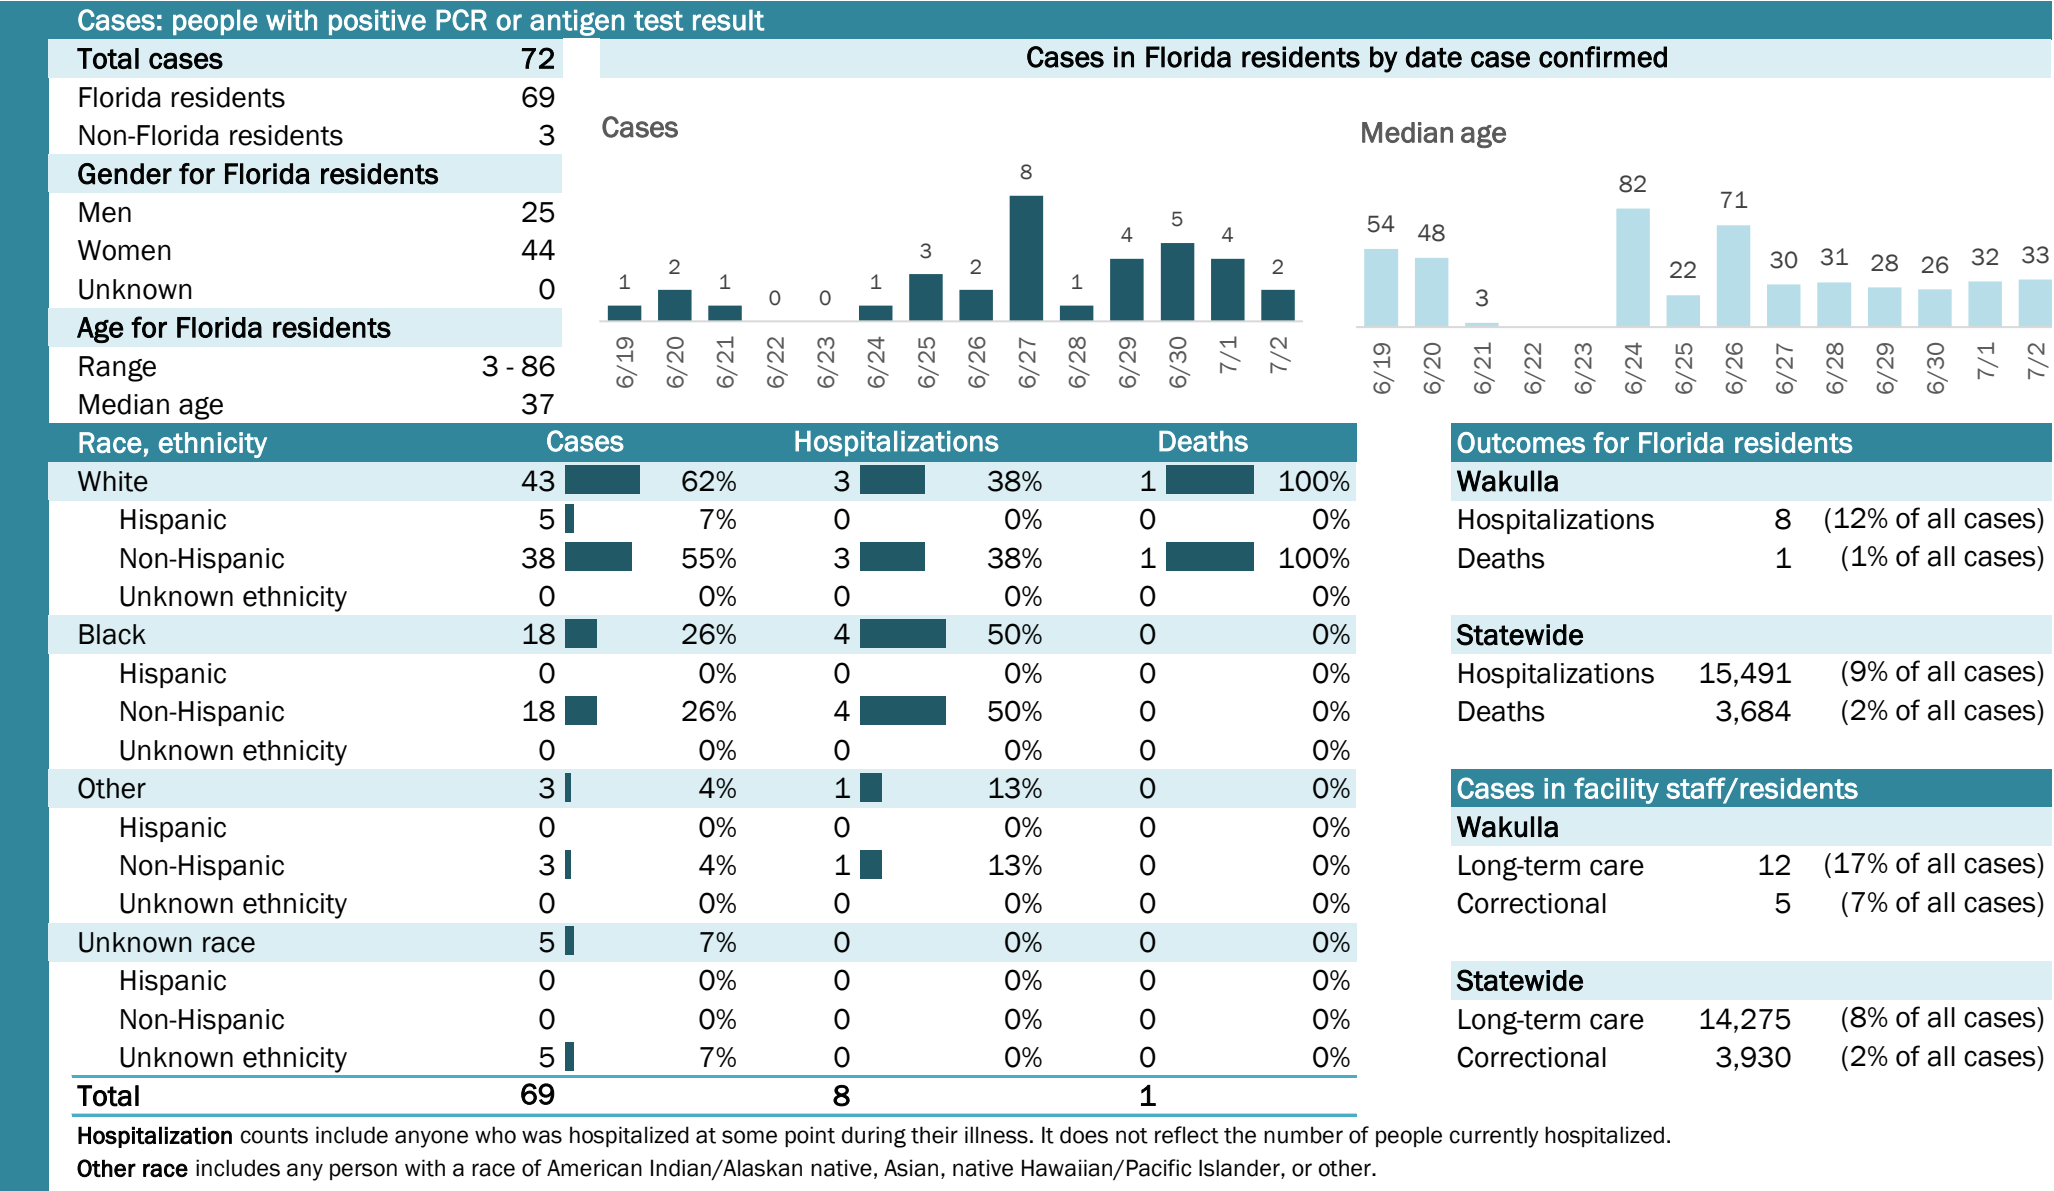 Cases: people with positive PCR or antigen test result
Total cases 72
Florida residents 69
Non-Florida residents 3
Gender for Florida residents
Men 25
Women 44
Unknown 0
Age for Florida residents
Range 3 - 86
Median age 37
Cases in Florida residents by date case confirmed
Cases
1 2 1 0 0 1 3 2 8 1 4 5 4 2
6/19 6/20 6/21 6/22 6/23 6/24 6/25 6/26 6/27 6/28 6/29 6/30 7/1 7/2
Median age
54 48 3 82 22 71 30 31 28 26 32 33
6/19 6/20 6/21 6/22 6/23 6/24 6/25 6/26 6/27 6/28 6/29 6/30 7/1 7/2
Race, ethnicity Cases Hospitalizations Deaths
White 43 62% 3 38% 1 100%
Hispanic 5 7% 0 0% 0 0%
Non-Hispanic 38 55% 3 38% 1 100%
Unknown ethnicity 0 0% 0 0% 0 0%
Black 18 26% 4 50% 0 0%
Hispanic 0 0% 0 0% 0 0%
Non-Hispanic 18 26% 4 50% 0 0%
Unknown ethnicity 0 0% 0 0% 0 0%
Other 3 4% 1 13% 0 0%
Hispanic 0 0% 0 0% 0 0%
Non-Hispanic 3 4% 1 13% 0 0%
Unknown ethnicity 0 0% 0 0% 0 0%
Unknown race 5 7% 0 0% 0 0%
Hispanic 0 0% 0 0% 0 0%
Non-Hispanic 0 0% 0 0% 0 0%
Unknown ethnicity 5 7% 0 0% 0 0%
Total 69 8 1
Outcomes for Florida residents
Wakulla
Hospitalizations 8 (12% of all cases)
Deaths 1 (1% of all cases)
Statewide
Hospitalizations 15,491 (9% of all cases)
Deaths 3,684 (2% of all cases)
Cases in facility staff/residents
Wakulla
Long-term care 12 (17% of all cases)
Correctional 5 (7% of all cases)
Statewide
Long-term care 14,275 (8% of all cases)
Correctional 3,930 (2% of all cases)
Hospitalization counts include anyone who was hospitalized at some point during their illness. It does not reflect the number of people currently hospitalized.
Other race includes any person with a race of American Indian/Alaskan native, Asian, native Hawaiian/Pacific Islander, or other.